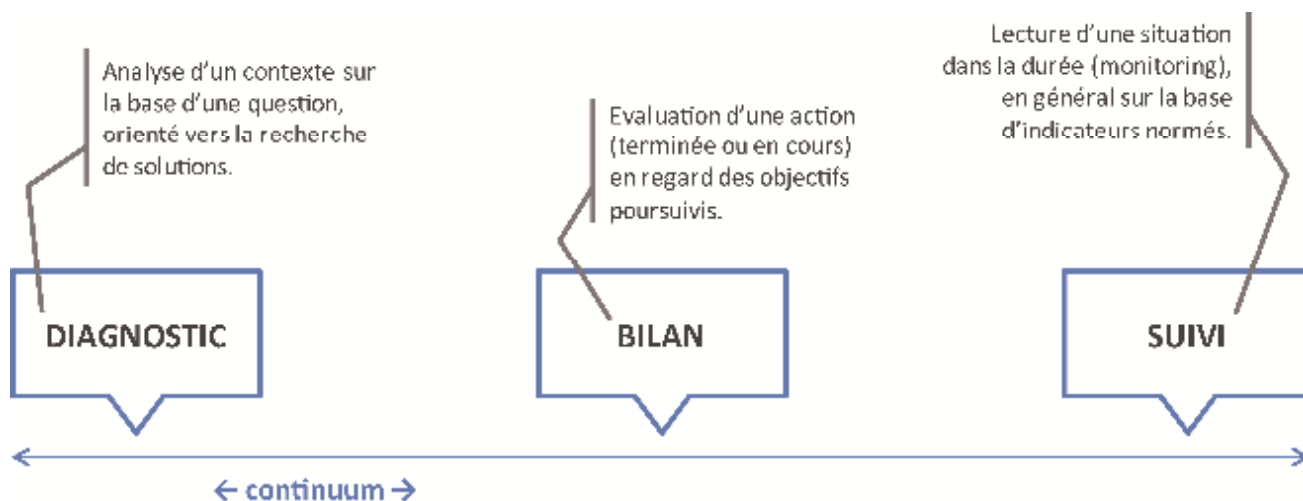 Analyse d'un contexte sur
la base d'une question,
orienté vers la recherche
de solutions.
Evaluation d'une action
(terminée ou en cours)
en regard des objectifs
poursuivis.
Lecture d'une situation
dans la durée (monitoring),
en général sur la base
d'indicateurs normés.
DIAGNOSTIC
BILAN
SUIVI
← continuum →